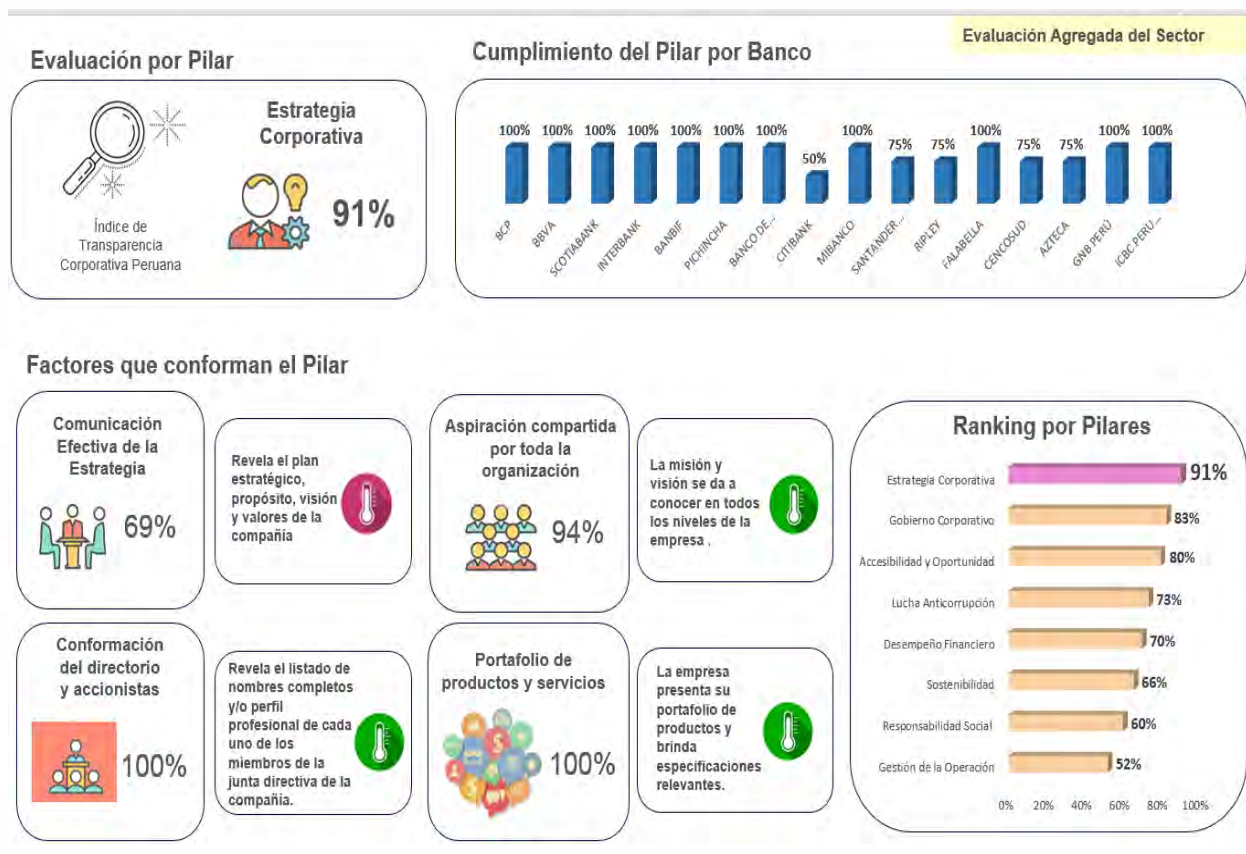 Evaluación Agregada del Sector
Evaluación por Pilar
Índice de
Transparencia
Corporativa Peruana
Estrategia
Corporativa
91%
Cumplimiento del Pilar por Banco
100% 100% 100% 100% 100% 100% 100% 50% 100% 75% 75% 100% 75% 75% 100% 100%
BCP
BBVA
SCOTIABANK
INTERBANK
BANBIF
PICHINCHA
BANCO DE...
CITIBANK
MIBANCO
SANTANDER...
RIPLEY
FALABELLA
CENCOSUD
AZTECA
GNB PERÚ
ICBC PERU...
Factores que conforman el Pilar
Comunicación
Efectiva de la
Estrategia
69%
Revela el plan
estratégico,
propósito, visión
y valores de la
compañía
Aspiración compartida
por toda la
organización
94%
La misión y
visión se da a
conocer en todos
los niveles de la
empresa .
Conformación
del directorio
y accionistas
100%
Revela el listado de
nombres completos
y/o perfil
profesional de cada
uno de los
miembros de la
junta directiva de la
compañía.
Portafolio de
productos y servicios
100%
La empresa
presenta su
portafolio de
productos y
brinda
especificaciones
relevantes.
Ranking por Pilares
Estrategia Corporativa 91%
Gobierno Corporativo 83%
Accesibilidad y Oportunidad 80%
Lucha Anticorrupción 73%
Desempeño Financiero 70%
Sostenibilidad 66%
Responsabilidad Social 60%
Gestión de la Operación 52%
0% 20% 40% 60% 80% 100%